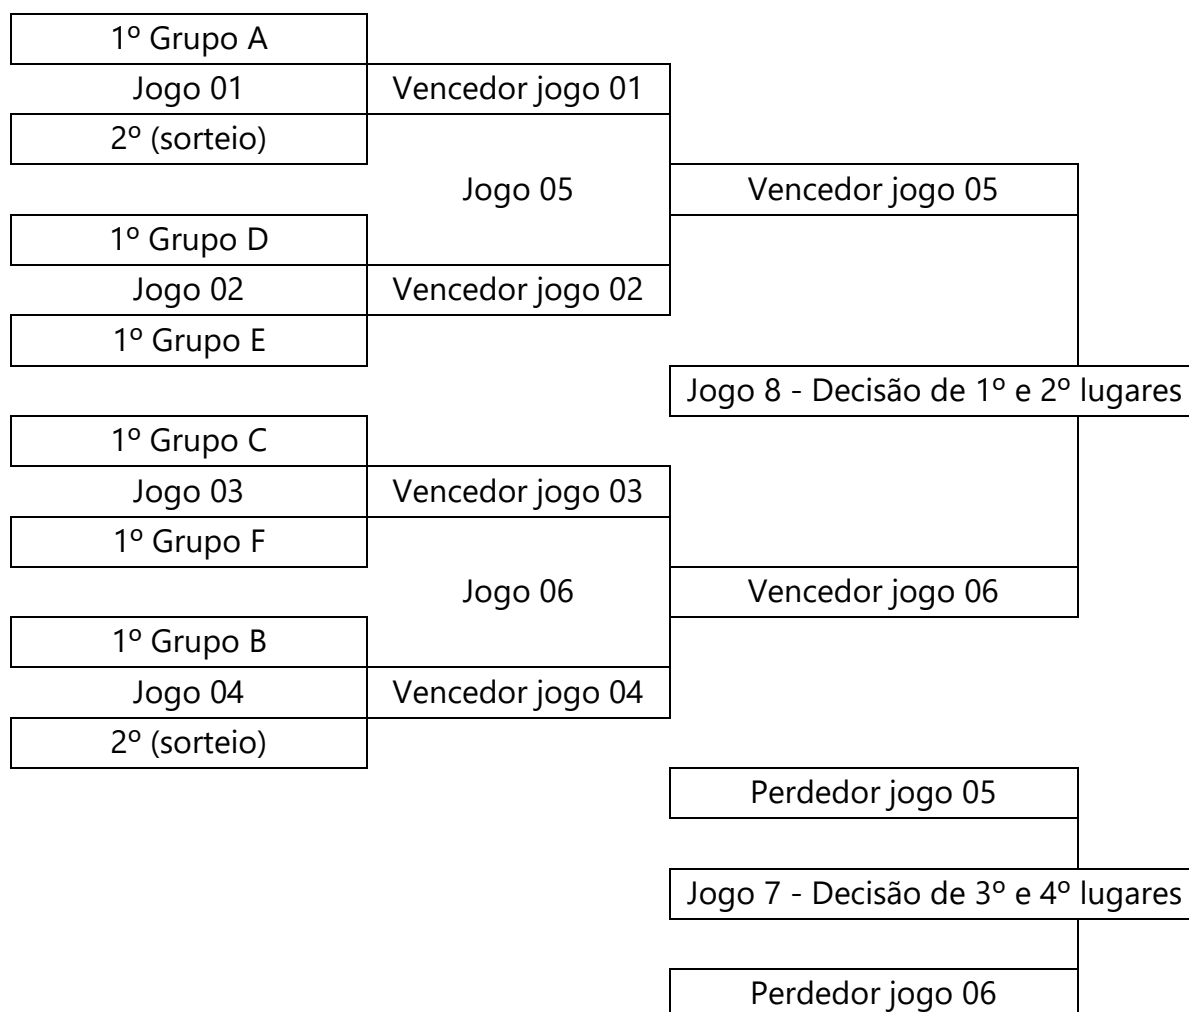 1º Grupo A
Jogo 01 Vencedor jogo 01
2º (sorteio)
Jogo 05 Vencedor jogo 05
1º Grupo D
Jogo 02 Vencedor jogo 02
1º Grupo E
Jogo 8 - Decisão de 1º e 2º lugares
1º Grupo C
Jogo 03 Vencedor jogo 03
1º Grupo F
Jogo 06 Vencedor jogo 06
1º Grupo B
Jogo 04 Vencedor jogo 04
2º (sorteio)
Perdedor jogo 05
Jogo 7 - Decisão de 3º e 4º lugares
Perdedor jogo 06